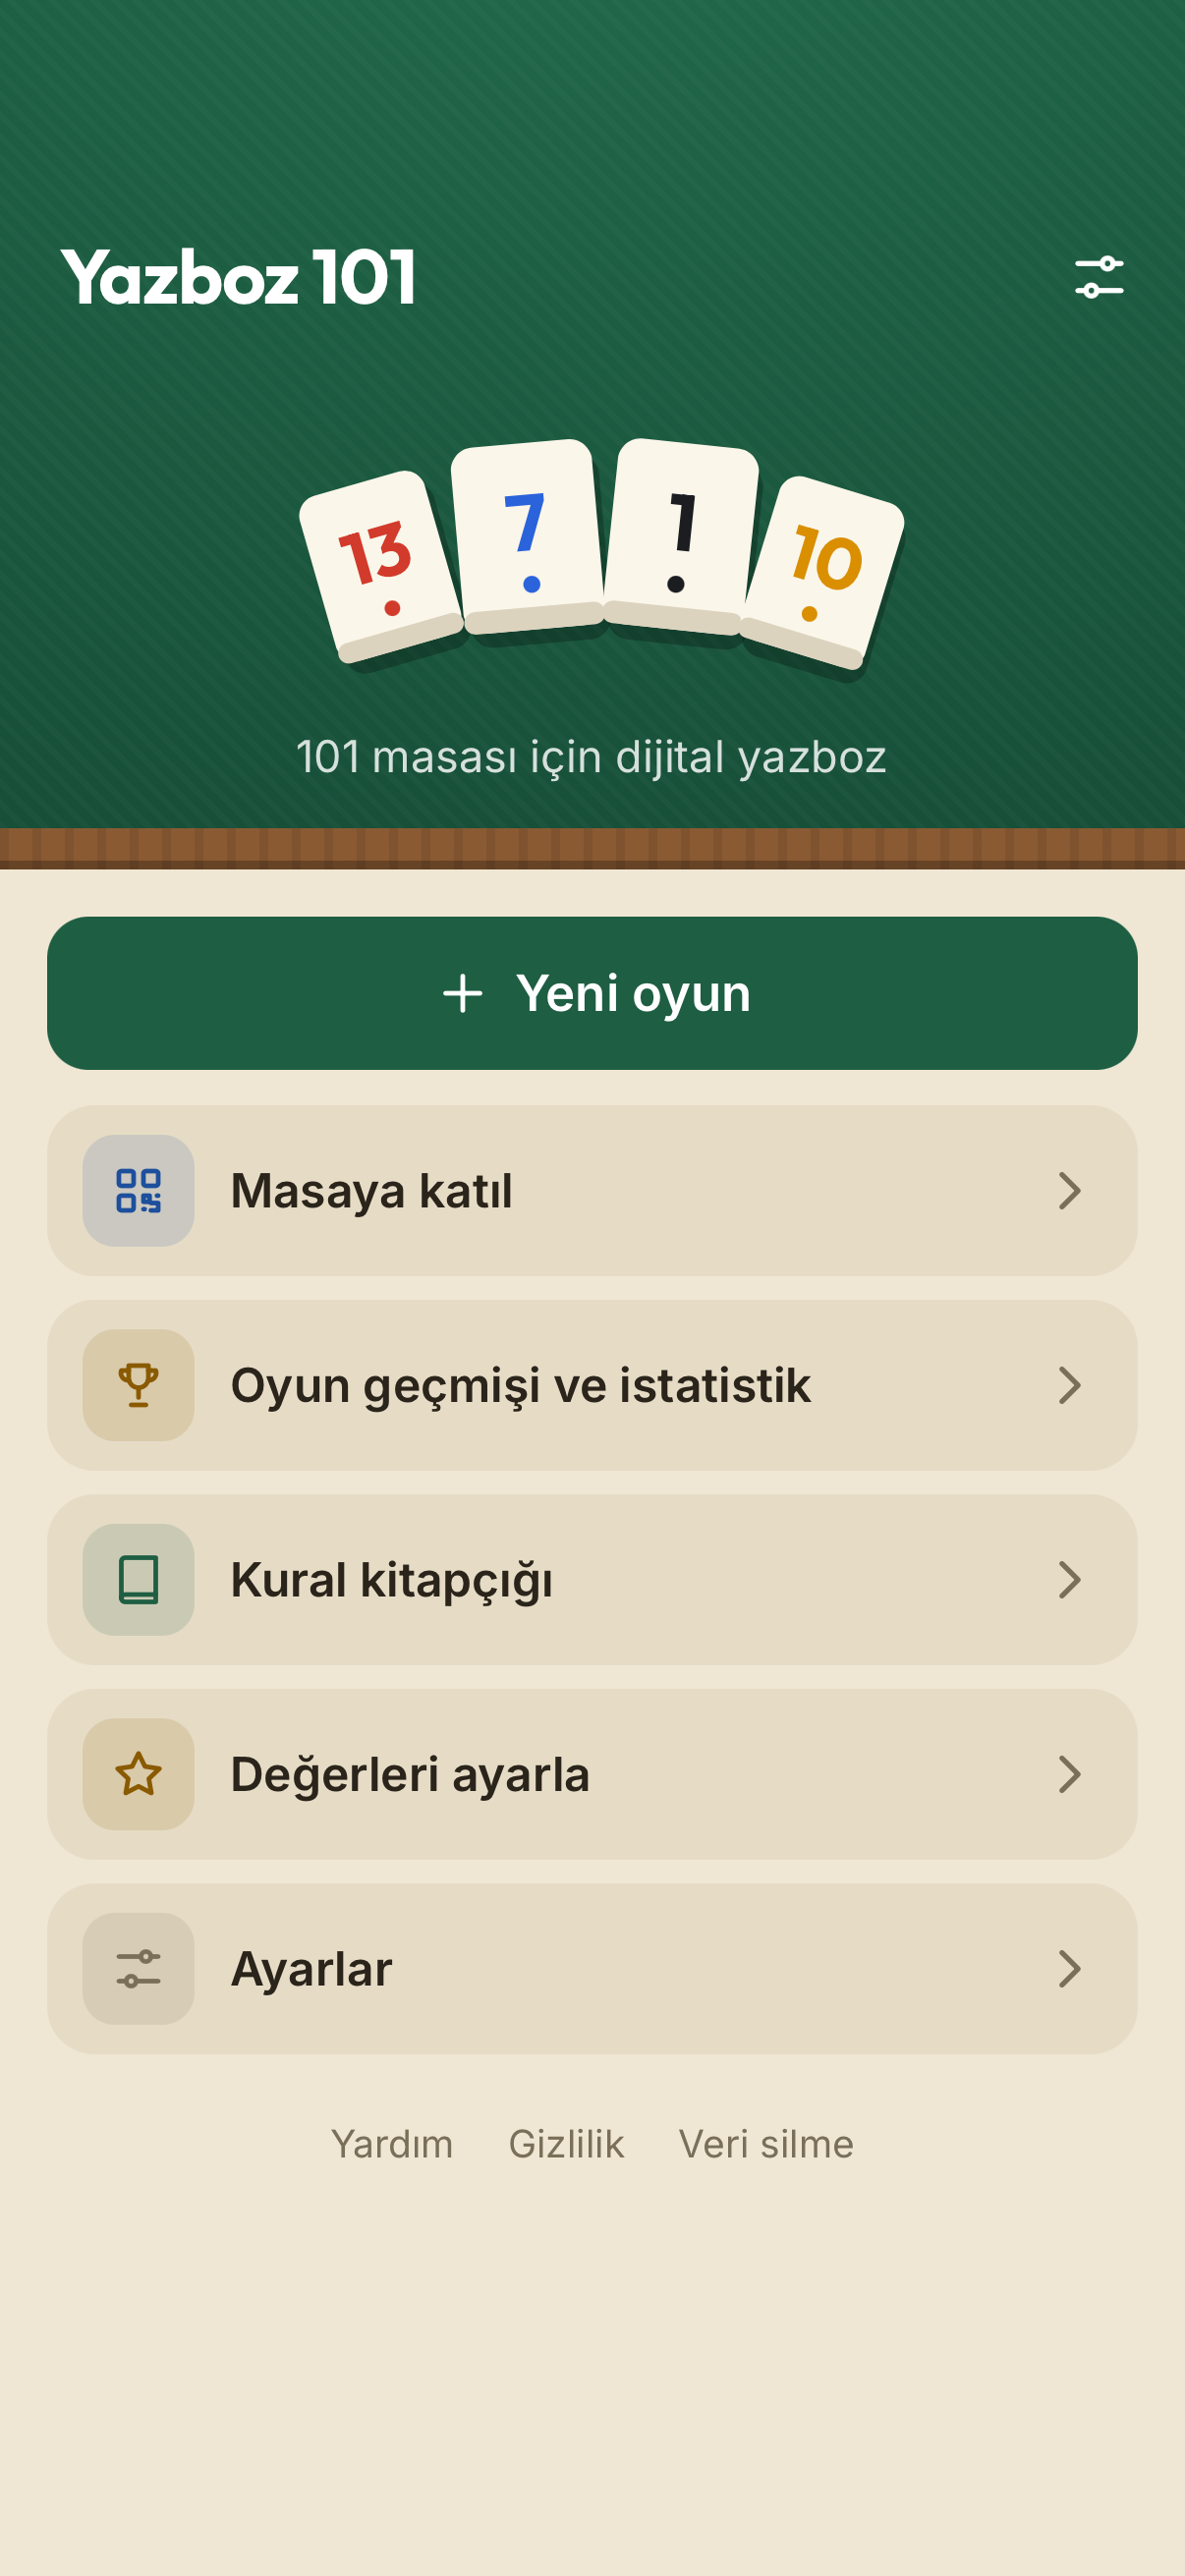 Yazboz 101
13 7 1 10
101 masası için dijital yazboz
Yeni oyun
Masaya katıl
Oyun geçmişi ve istatistik
Kural kitapçığı
Değerleri ayarla
Ayarlar
Yardım Gizlilik Veri silme